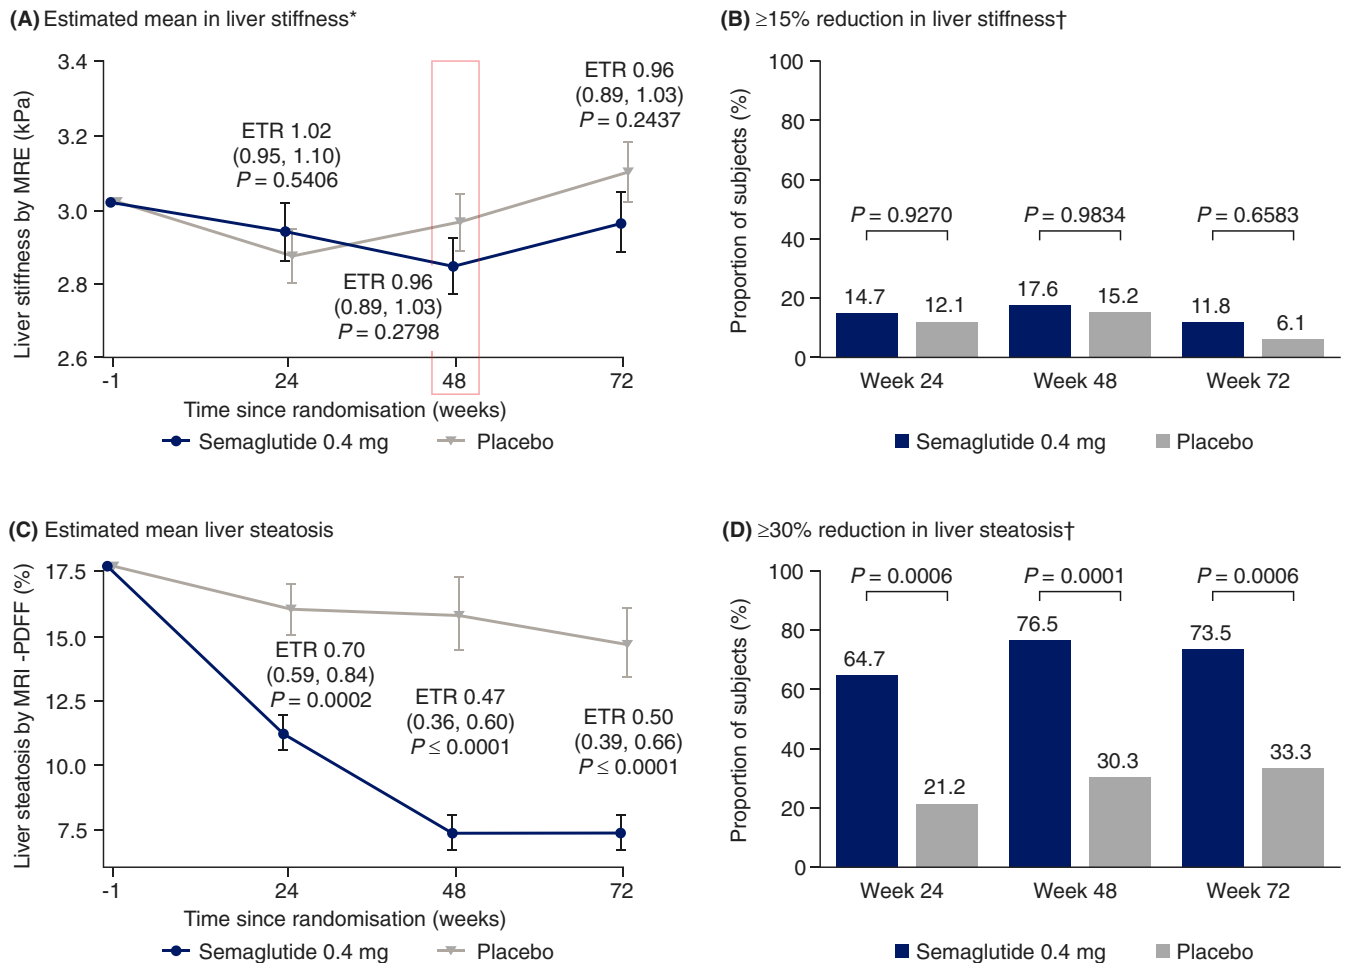 (A) Estimated mean in liver stiffness*
Liver stiffness by MRE (kPa)
3.4
3.2
3.0
2.8
2.6
ETR 1.02
(0.95, 1.10)
P = 0.5406
ETR 0.96
(0.89, 1.03)
P = 0.2798
ETR 0.96
(0.89, 1.03)
P = 0.2437
-1 24 48 72
Time since randomisation (weeks)
Semaglutide 0.4 mg Placebo
(B) ≥15% reduction in liver stiffness†
Proportion of subjects (%)
100
80
60
40
20
0
P = 0.9270 P = 0.9834 P = 0.6583
14.7 12.1 17.6 15.2 11.8 6.1
Week 24 Week 48 Week 72
Semaglutide 0.4 mg Placebo
(C) Estimated mean liver steatosis
Liver steatosis by MRI -PDFF (%)
17.5
15.0
12.5
10.0
7.5
ETR 0.70
(0.59, 0.84)
P = 0.0002
ETR 0.47
(0.36, 0.60)
P ≤ 0.0001
ETR 0.50
(0.39, 0.66)
P ≤ 0.0001
-1 24 48 72
Time since randomisation (weeks)
Semaglutide 0.4 mg Placebo
(D) ≥30% reduction in liver steatosis†
Proportion of subjects (%)
100
80
60
40
20
0
P = 0.0006 P = 0.0001 P = 0.0006
64.7 21.2 76.5 30.3 73.5 33.3
Week 24 Week 48 Week 72
Semaglutide 0.4 mg Placebo